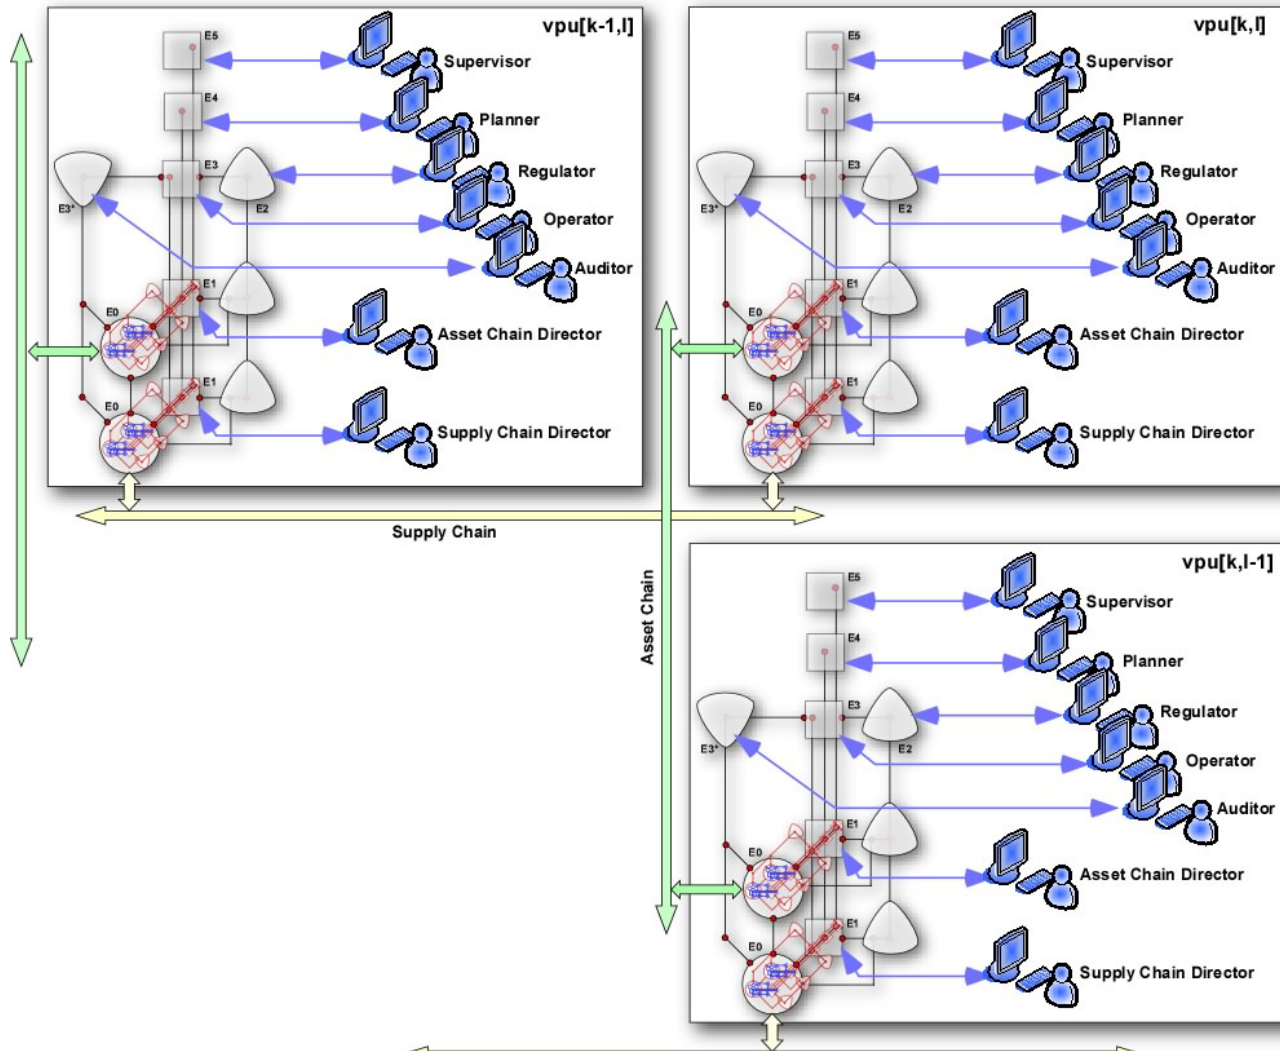 vpu[k-1,l]
E5
Supervisor
E4
Planner
E3
Regulator
E3*
E2
Operator
Auditor
E1
E0
Asset Chain Director
E1
E0
Supply Chain Director
vpu[k,l]
E5
Supervisor
E4
Planner
E3
Regulator
E3*
E2
Operator
Auditor
E1
E0
Asset Chain Director
E1
E0
Supply Chain Director
Supply Chain
Asset Chain
vpu[k,l-1]
E5
Supervisor
E4
Planner
E3
Regulator
E3*
E2
Operator
Auditor
E1
E0
Asset Chain Director
E1
E0
Supply Chain Director